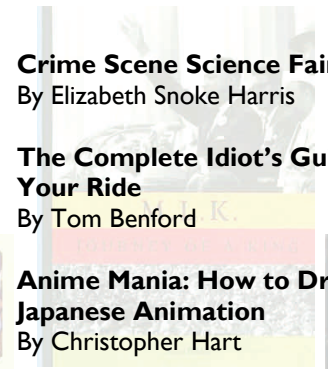 Crime Scene Science Fair
By Elizabeth Snoke Harris
The Complete Idiot's Gu
Your Ride
By Tom Benford
M.L.K.
Anime Mania: How to Dr
Japanese Animation
By Christopher Hart